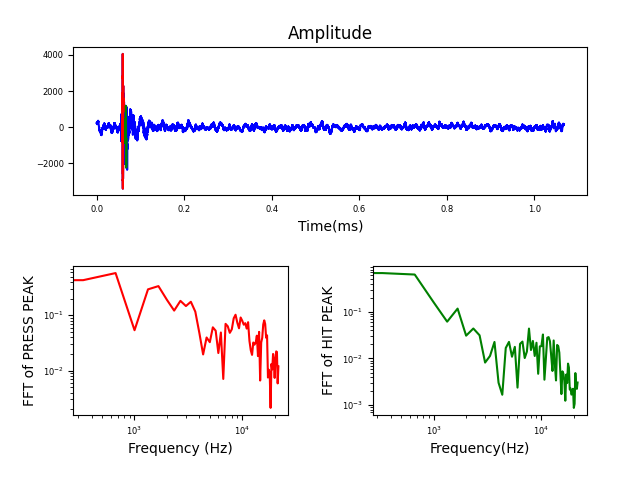 Amplitude
4000
2000
0
−2000
0.0 0.2 0.4 0.6 0.8 1.0
Time(ms)
FFT of PRESS PEAK
10⁻¹
10⁻²
10³ 10⁴
Frequency (Hz)
FFT of HIT PEAK
10⁻¹
10⁻²
10⁻³
10³ 10⁴
Frequency(Hz)